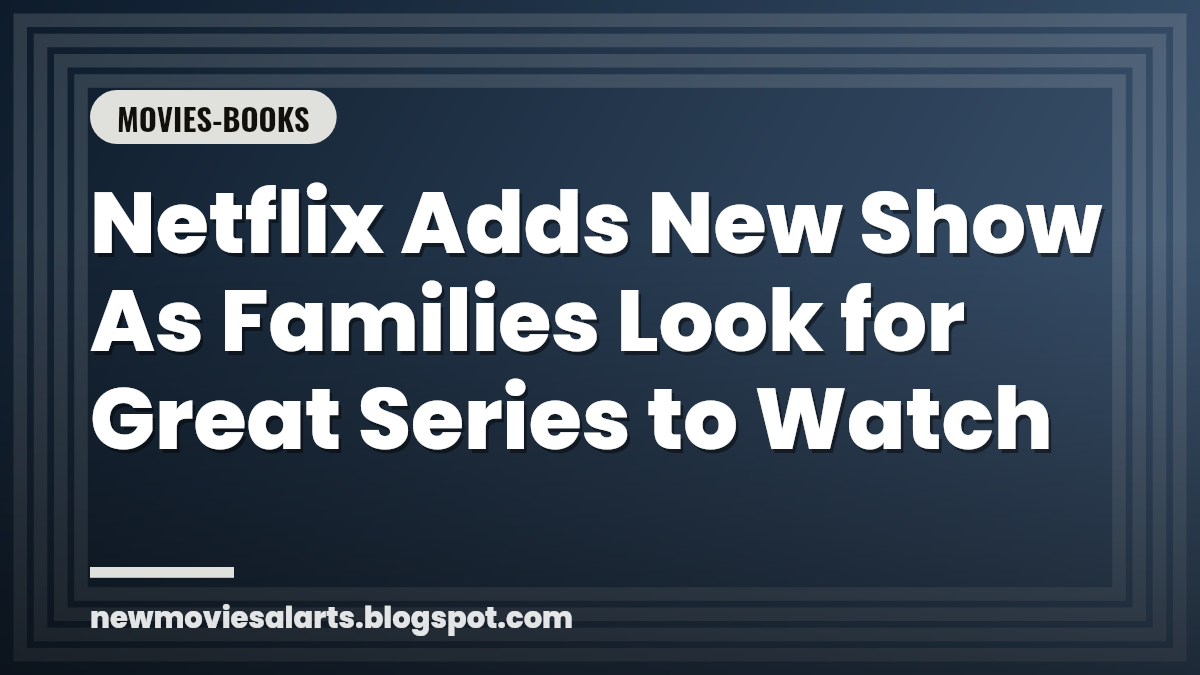 MOVIES-BOOKS
Netflix Adds New Show
As Families Look for
Great Series to Watch
newmoviesalarts.blogspot.com